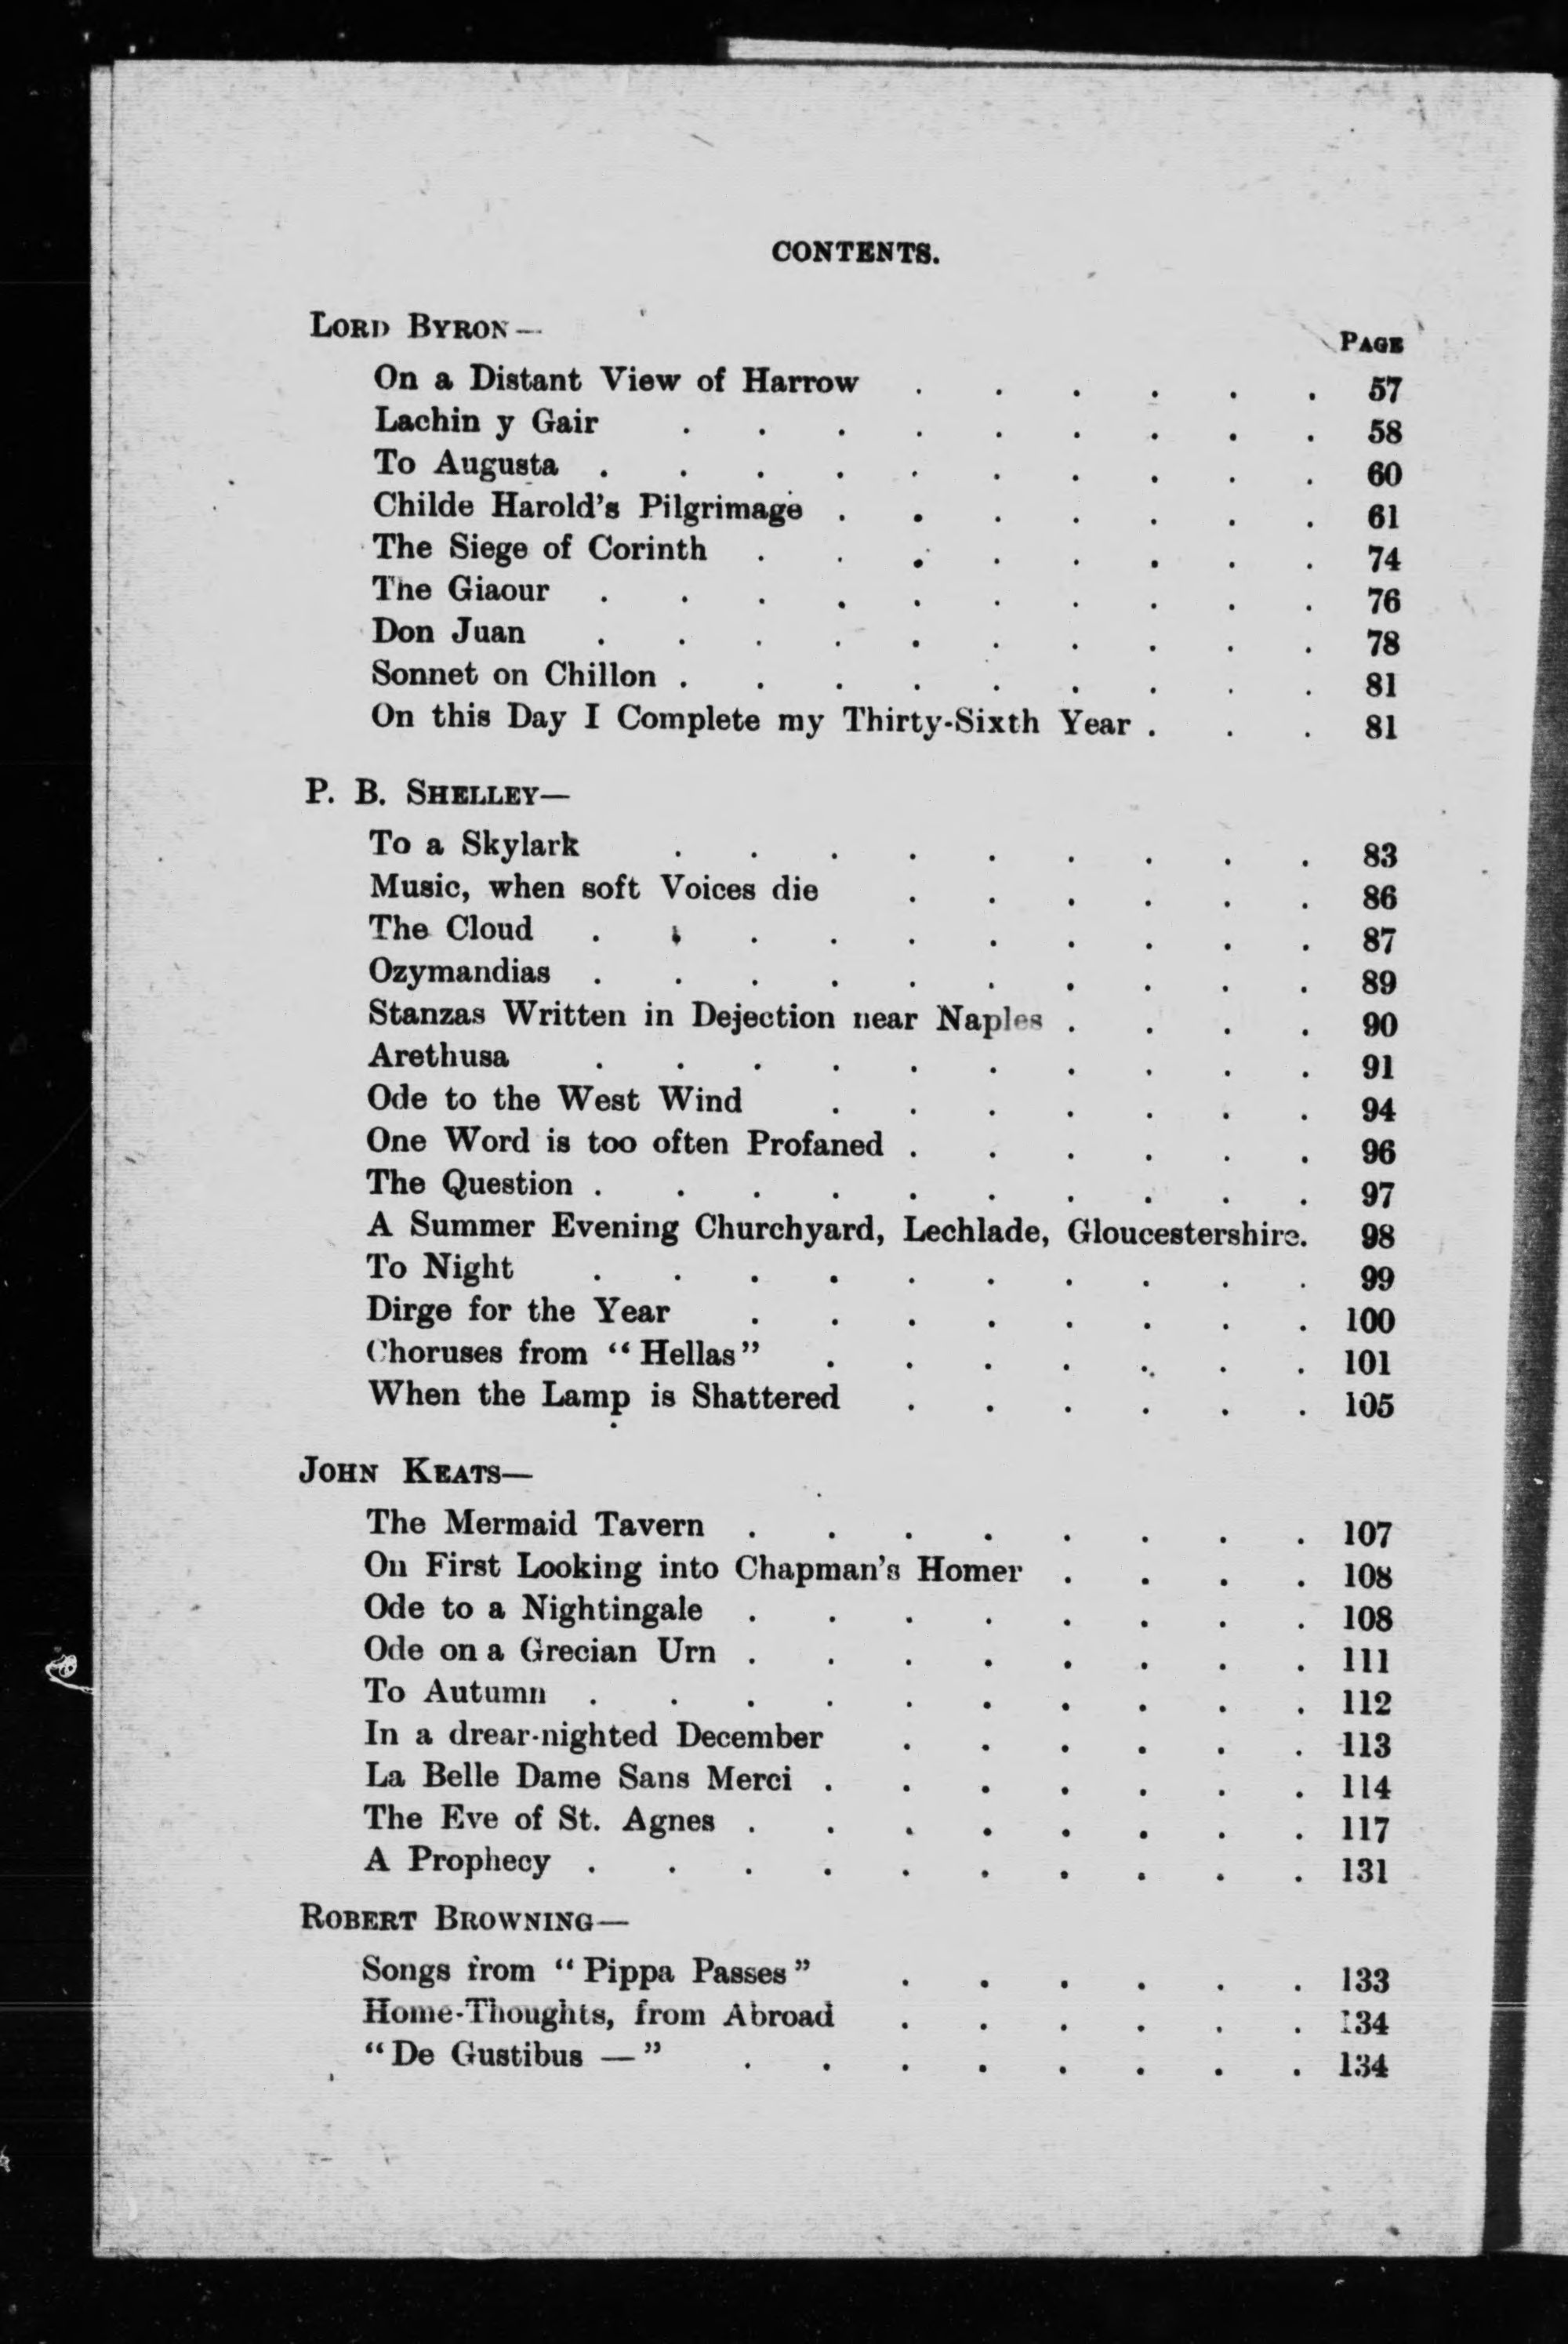 CONTENTS.
LORD BYRON—
PAGE
On a Distant View of Harrow . . . . . . 57
Lachin y Gair . . . . . . . . . 58
To Augusta . . . . . . . . . . 60
Childe Harold's Pilgrimage . . . . . . . 61
The Siege of Corinth . . . . . . . . 74
The Giaour . . . . . . . . . . 76
Don Juan . . . . . . . . . . 78
Sonnet on Chillon . . . . . . . . . 81
On this Day I Complete my Thirty-Sixth Year . . . 81
P. B. SHELLEY—
To a Skylark . . . . . . . . . 83
Music, when soft Voices die . . . . . . 86
The Cloud . . . . . . . . . . 87
Ozymandias . . . . . . . . . . 89
Stanzas Written in Dejection near Naples . . . . 90
Arethusa . . . . . . . . . . 91
Ode to the West Wind . . . . . . . 94
One Word is too often Profaned . . . . . . 96
The Question . . . . . . . . . . 97
A Summer Evening Churchyard, Lechlade, Gloucestershire. 98
To Night . . . . . . . . . . 99
Dirge for the Year . . . . . . . . 100
Choruses from "Hellas" . . . . . . . 101
When the Lamp is Shattered . . . . . . 105
JOHN KEATS—
The Mermaid Tavern . . . . . . . . 107
On First Looking into Chapman's Homer . . . . 108
Ode to a Nightingale . . . . . . . . 108
Ode on a Grecian Urn . . . . . . . . 111
To Autumn . . . . . . . . . . 112
In a drear-nighted December . . . . . . 113
La Belle Dame Sans Merci . . . . . . . 114
The Eve of St. Agnes . . . . . . . . 117
A Prophecy . . . . . . . . . . 131
ROBERT BROWNING—
Songs from "Pippa Passes" . . . . . . 133
Home-Thoughts, from Abroad . . . . . . 134
"De Gustibus —" . . . . . . . . 134